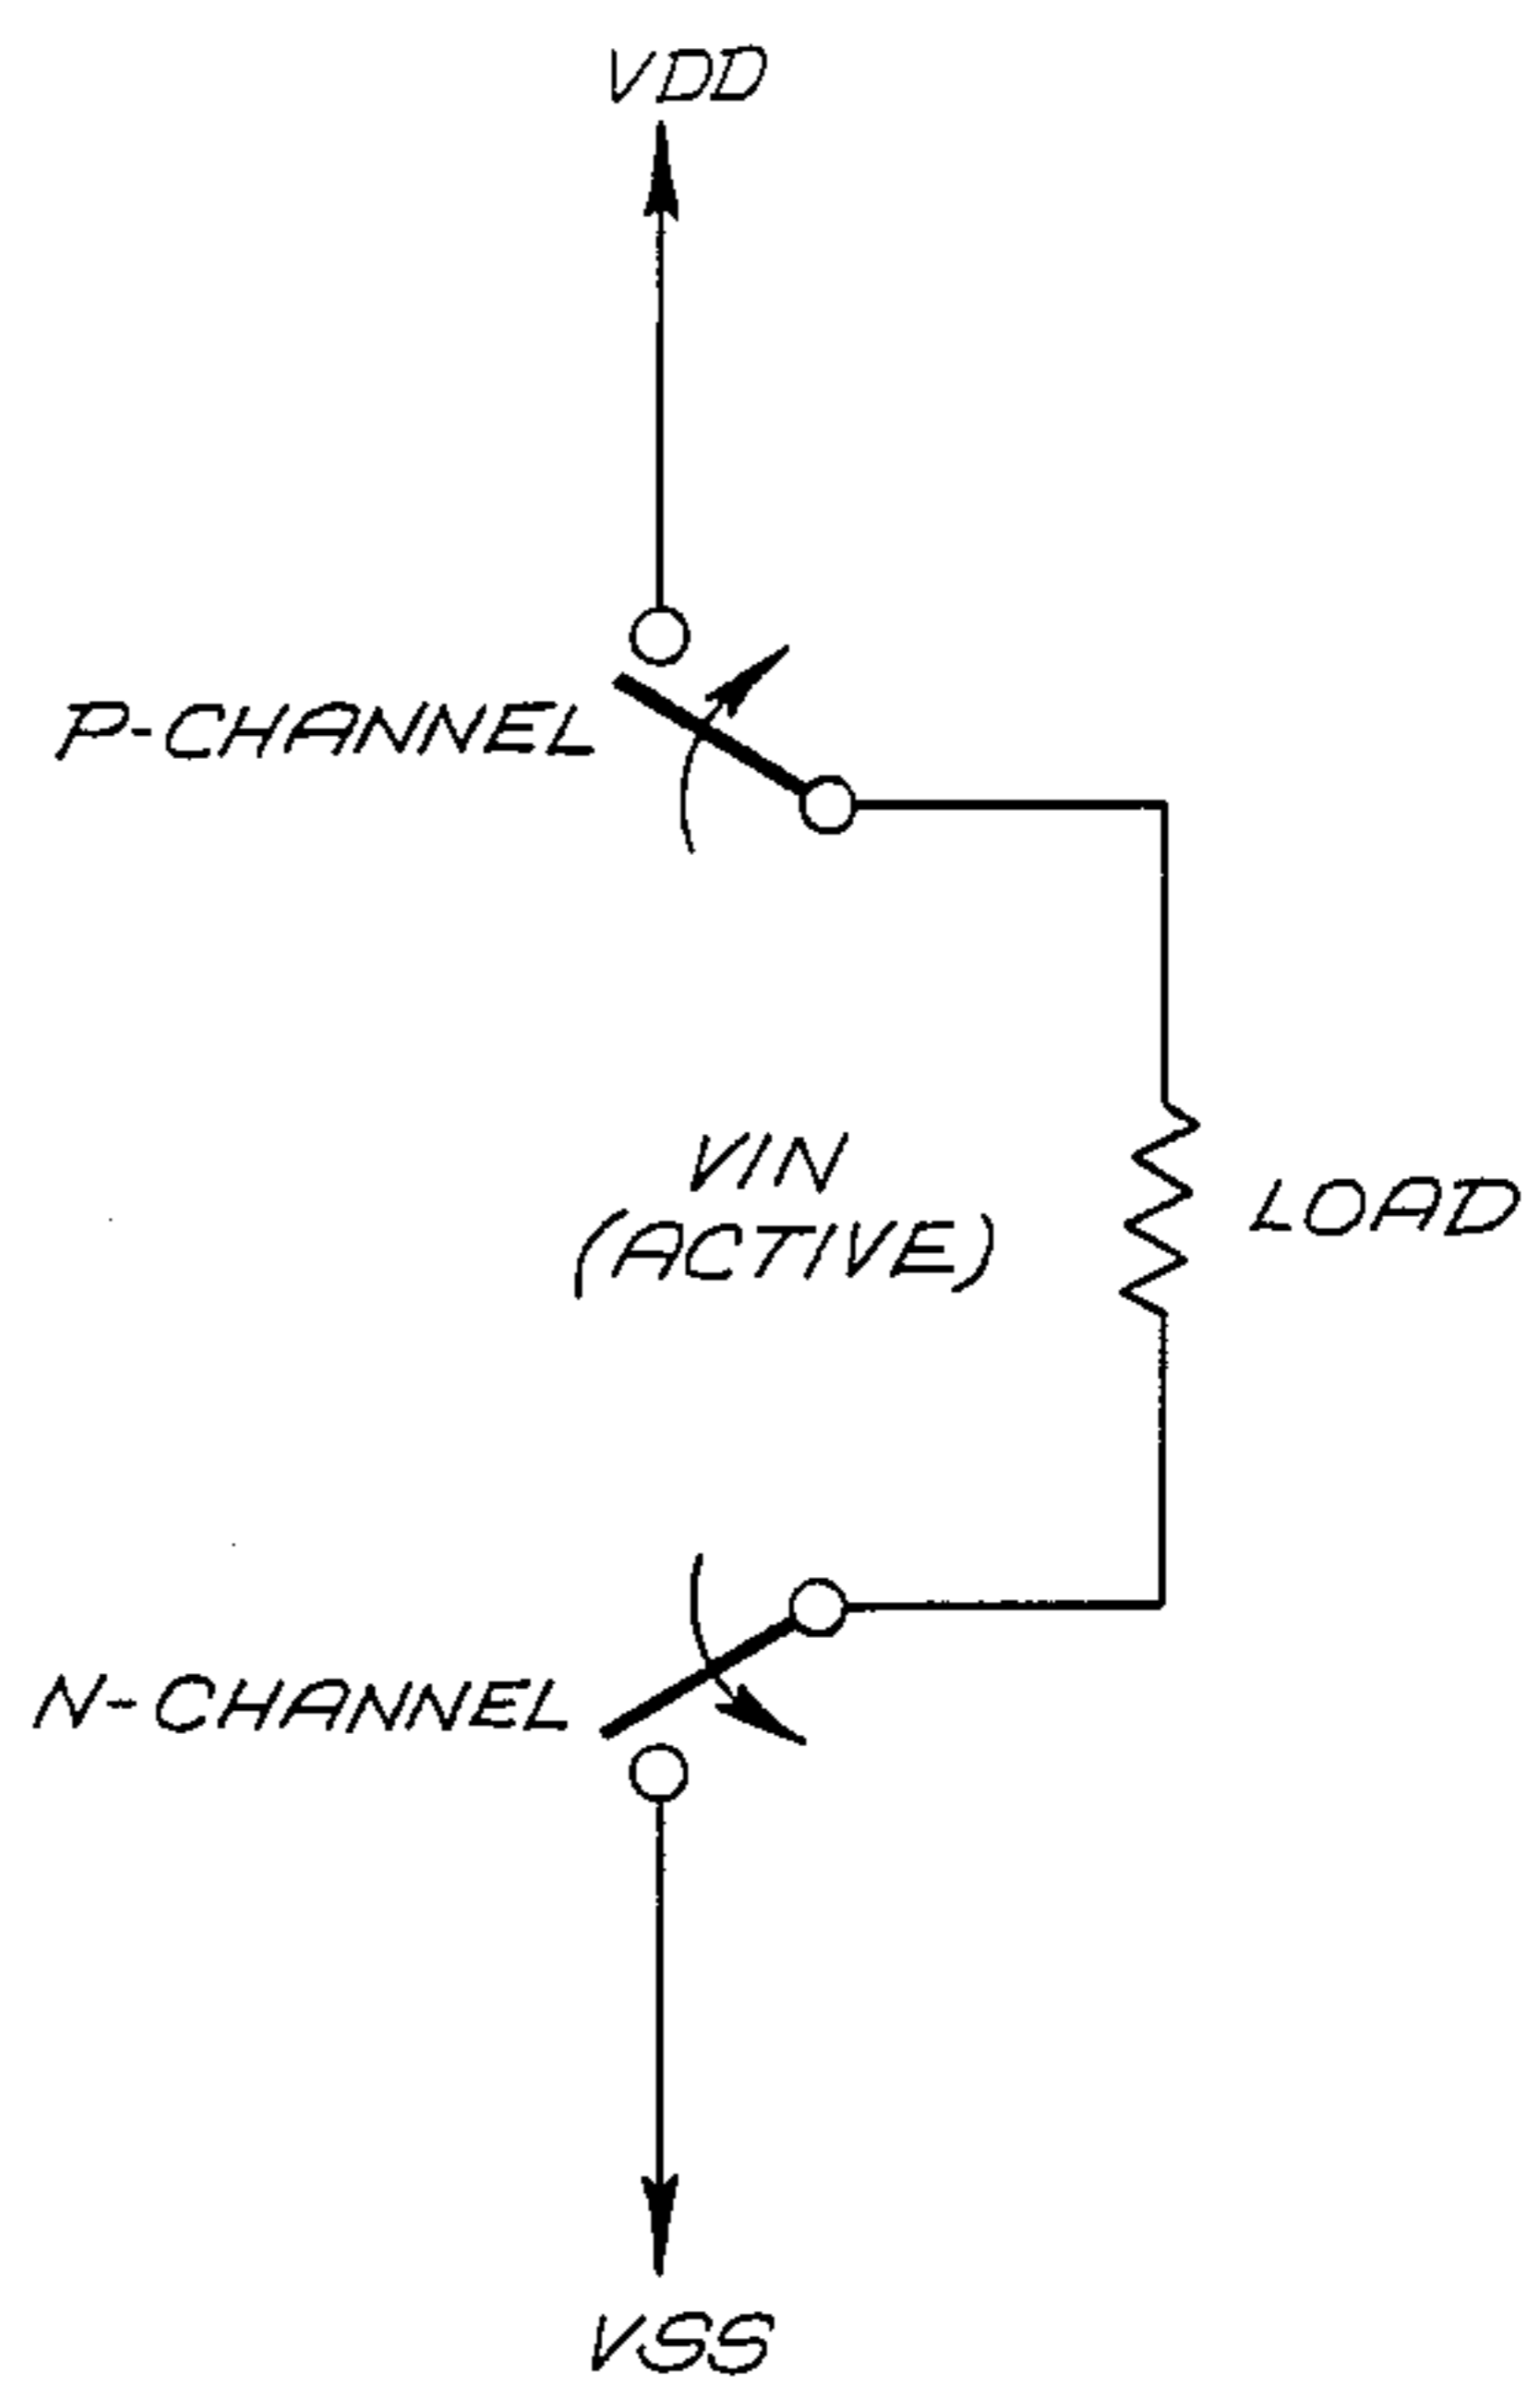 VDD
P-CHANNEL
VIN
(ACTIVE)
LOAD
N-CHANNEL
VSS